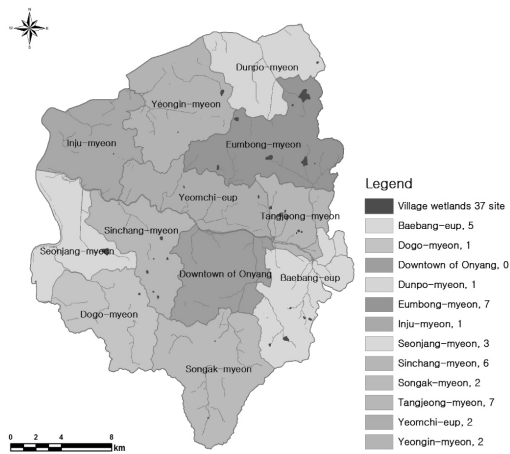 N
W
E
S
Dunpo-myeon
Yeongin-myeon
Inju-myeon
Eumbong-myeon
Yeomchi-eup
Tangjeong-myeon
Sinchang-myeon
Seonjang-myeon
Downtown of Onyang
Baebang-eup
Dogo-myeon
Songak-myeon
0 2 4 8
km
Legend
Village wetlands 37 site
Baebang-eup, 5
Dogo-myeon, 1
Downtown of Onyang, 0
Dunpo-myeon, 1
Eumbong-myeon, 7
Inju-myeon, 1
Seonjang-myeon, 3
Sinchang-myeon, 6
Songak-myeon, 2
Tangjeong-myeon, 7
Yeomchi-eup, 2
Yeongin-myeon, 2